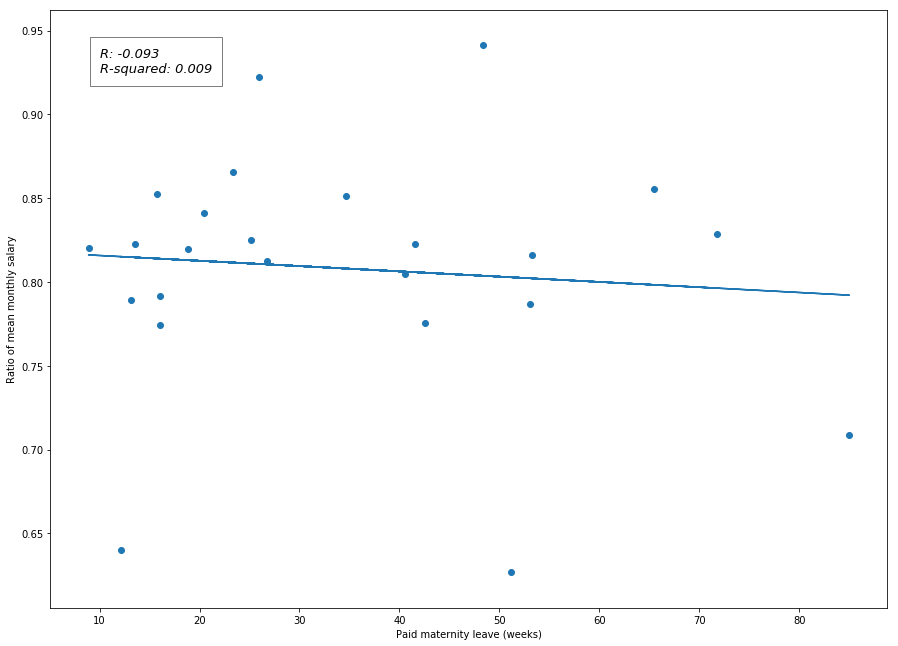 R: -0.093
R-squared: 0.009
0.95
0.90
0.85
0.80
0.75
0.70
0.65
Ratio of mean monthly salary
10 20 30 40 50 60 70 80
Paid maternity leave (weeks)